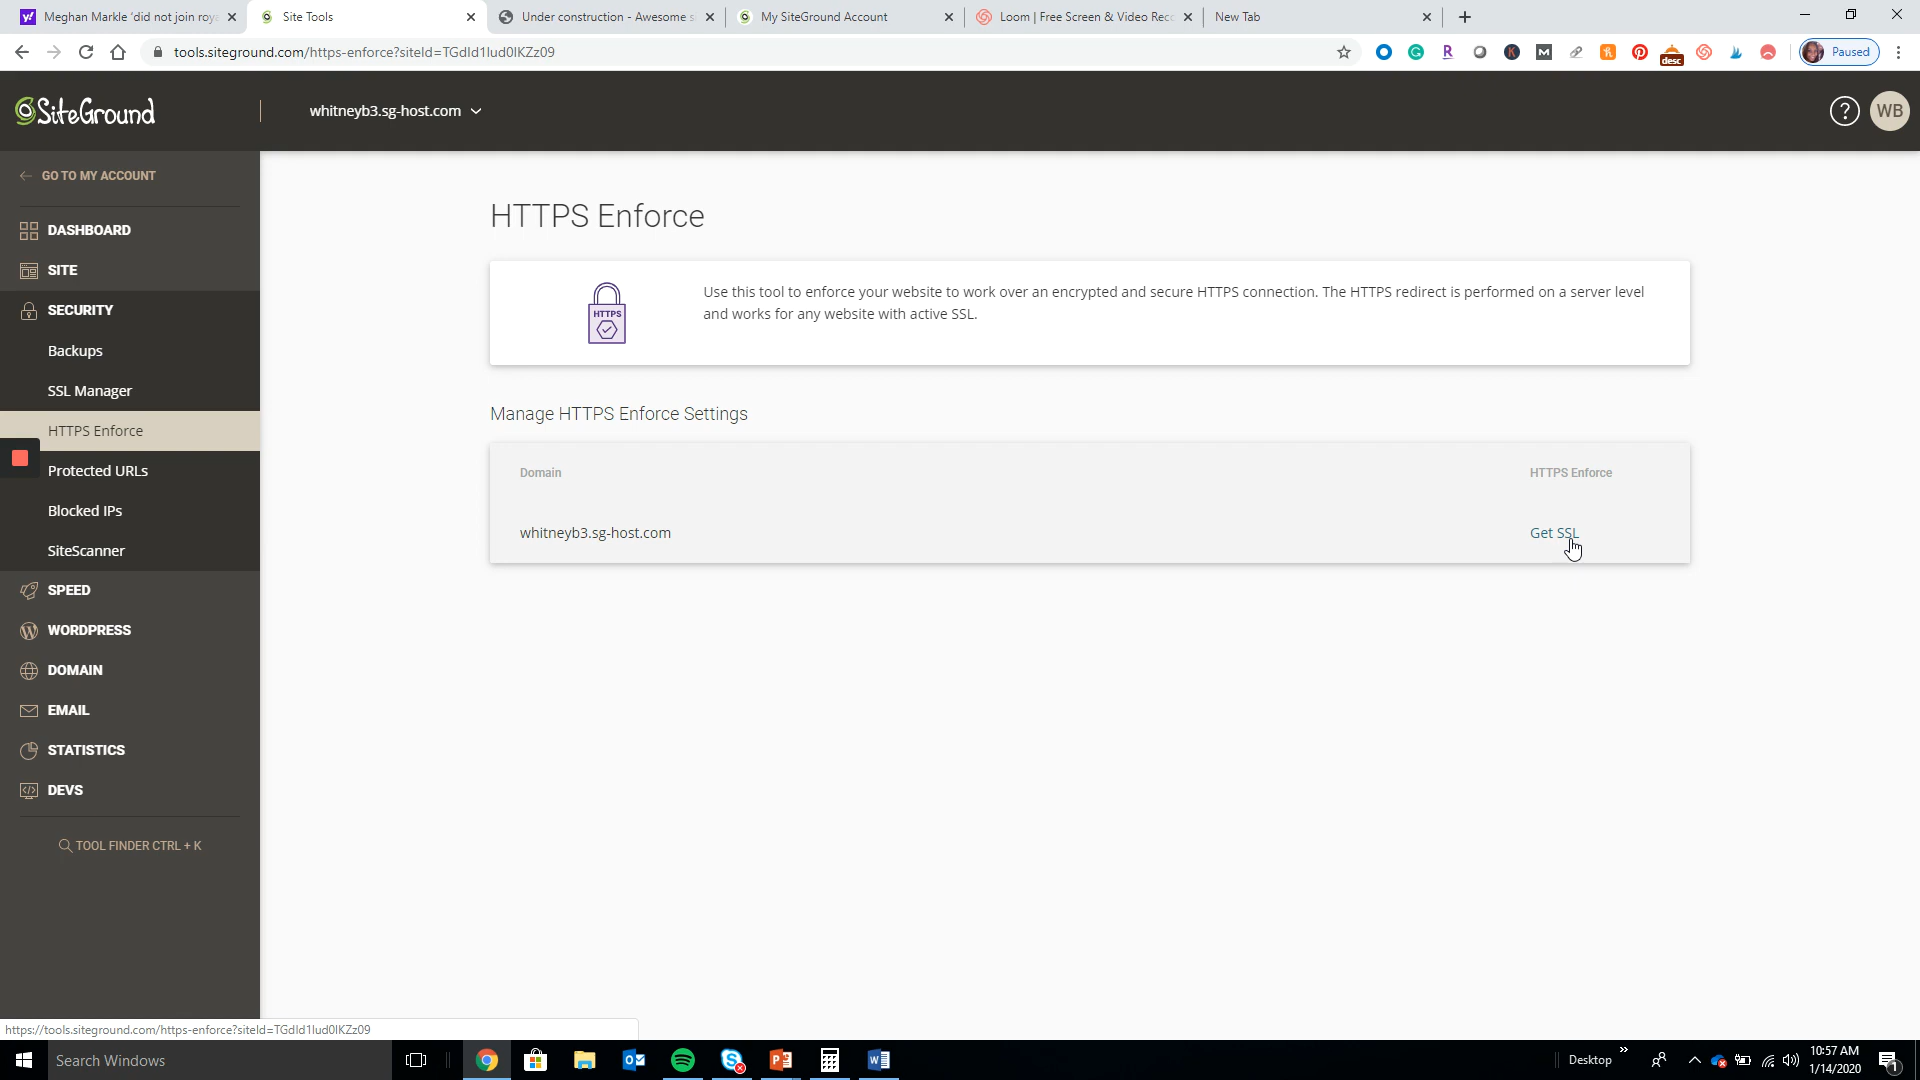 Meghan Markle 'did not join roya
Site Tools
Under construction - Awesome s
My SiteGround Account
Loom | Free Screen & Video Rec
New Tab
tools.siteground.com/https-enforce?siteId=TGdId1lud0lKZz09
desc
Paused
SiteGround
whitneyb3.sg-host.com
?
WB
GO TO MY ACCOUNT
DASHBOARD
SITE
SECURITY
Backups
SSL Manager
HTTPS Enforce
Protected URLs
Blocked IPs
SiteScanner
SPEED
WORDPRESS
DOMAIN
EMAIL
STATISTICS
DEVS
TOOL FINDER CTRL + K
HTTPS Enforce
HTTPS
Use this tool to enforce your website to work over an encrypted and secure HTTPS connection. The HTTPS redirect is performed on a server level
and works for any website with active SSL.
Manage HTTPS Enforce Settings
Domain
HTTPS Enforce
whitneyb3.sg-host.com
Get SSL
https://tools.siteground.com/https-enforce?siteId=TGdId1lud0lKZz09
Search Windows
Desktop
10:57 AM
1/14/2020
1